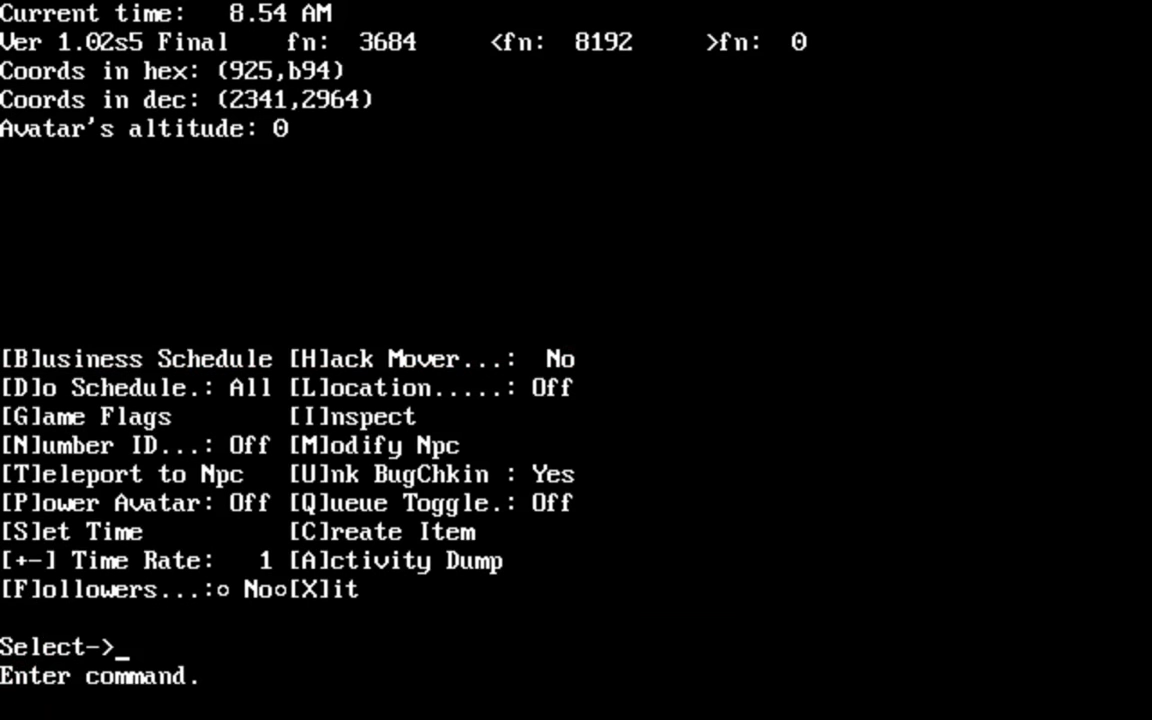 Current time:   8.54 AM
Ver 1.02s5 Final    fn:  3684     <fn:  8192     >fn:  0
Coords in hex: (925,b94)
Coords in dec: (2341,2964)
Avatar's altitude: 0
[B]usiness Schedule [H]ack Mover...:  No
[D]o Schedule.: All [L]ocation.....: Off
[G]ame Flags        [I]nspect
[N]umber ID...: Off [M]odify Npc
[T]eleport to Npc   [U]nk BugChkin : Yes
[P]ower Avatar: Off [Q]ueue Toggle.: Off
[S]et Time          [C]reate Item
[+-] Time Rate:   1 [A]ctivity Dump
[F]ollowers...:○ No○[X]it
Select->_
Enter command.